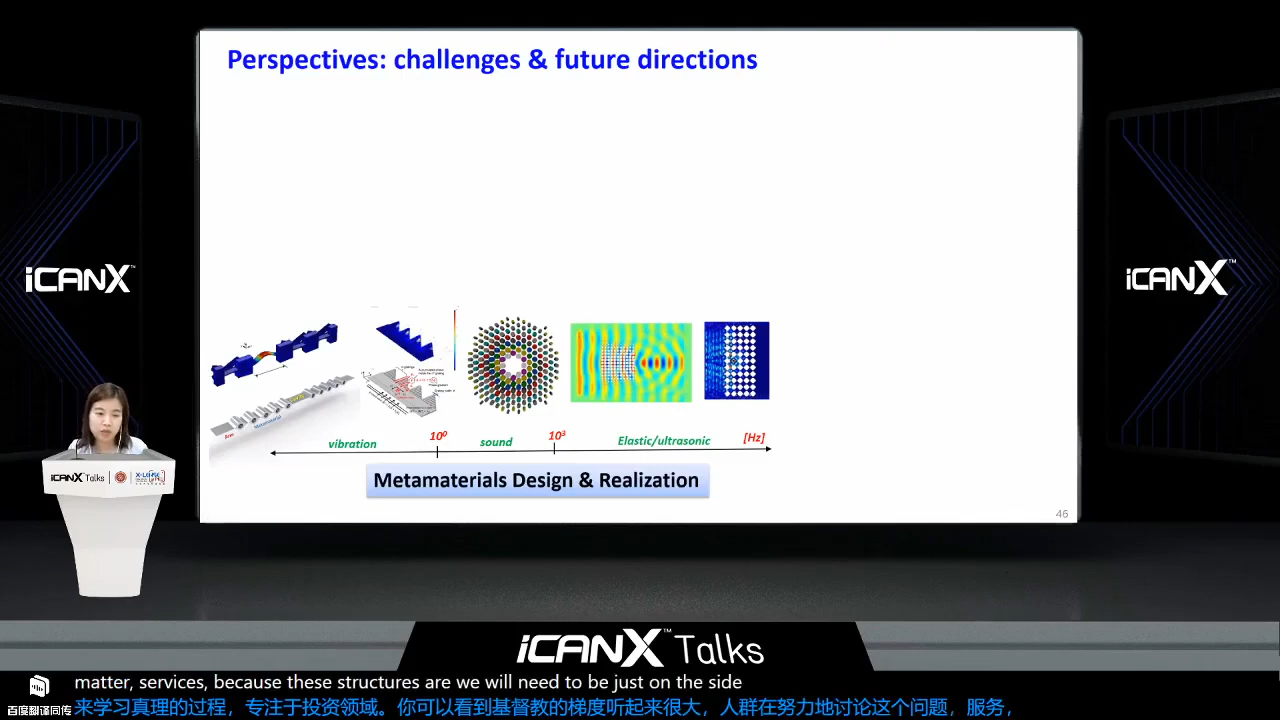 Perspectives: challenges & future directions
iCANX™
iCANX™
vibration
10⁰
sound
10³
Elastic/ultrasonic
[Hz]
Metamaterials Design & Realization
46
iCANX Talks
X-LINK
iCANX™ Talks
matter, services, because these structures are we will need to be just on the side
百度翻译同传
来学习真理的过程，专注于投资领域。你可以看到基督教的梯度听起来很大，人群在努力地讨论这个问题，服务，